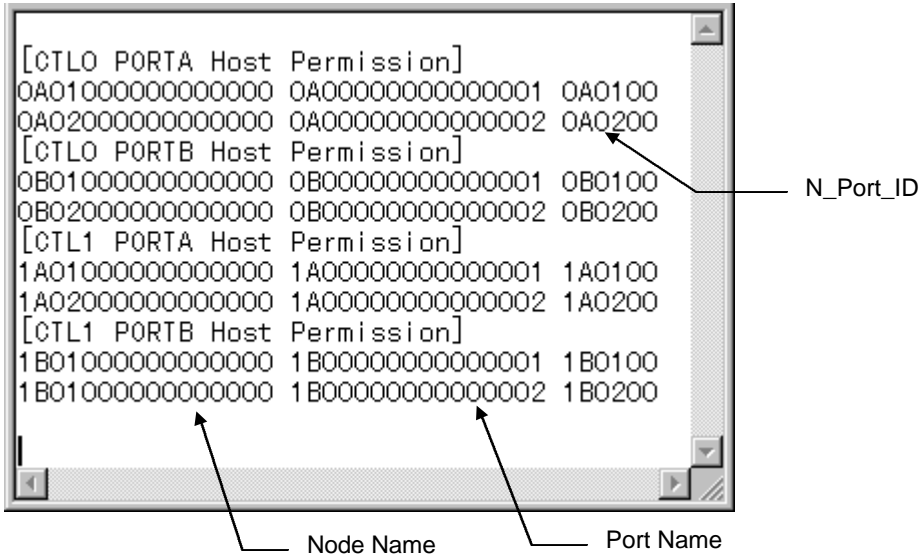 [CTL0 PORTA Host Permission]
0A01000000000000 0A00000000000001 0A0100
0A02000000000000 0A00000000000002 0A0200
[CTL0 PORTB Host Permission]
0B01000000000000 0B00000000000001 0B0100
0B02000000000000 0B00000000000002 0B0200
[CTL1 PORTA Host Permission]
1A01000000000000 1A00000000000001 1A0100
1A02000000000000 1A00000000000002 1A0200
[CTL1 PORTB Host Permission]
1B01000000000000 1B00000000000001 1B0100
1B01000000000000 1B00000000000002 1B0200
N_Port_ID
Node Name
Port Name